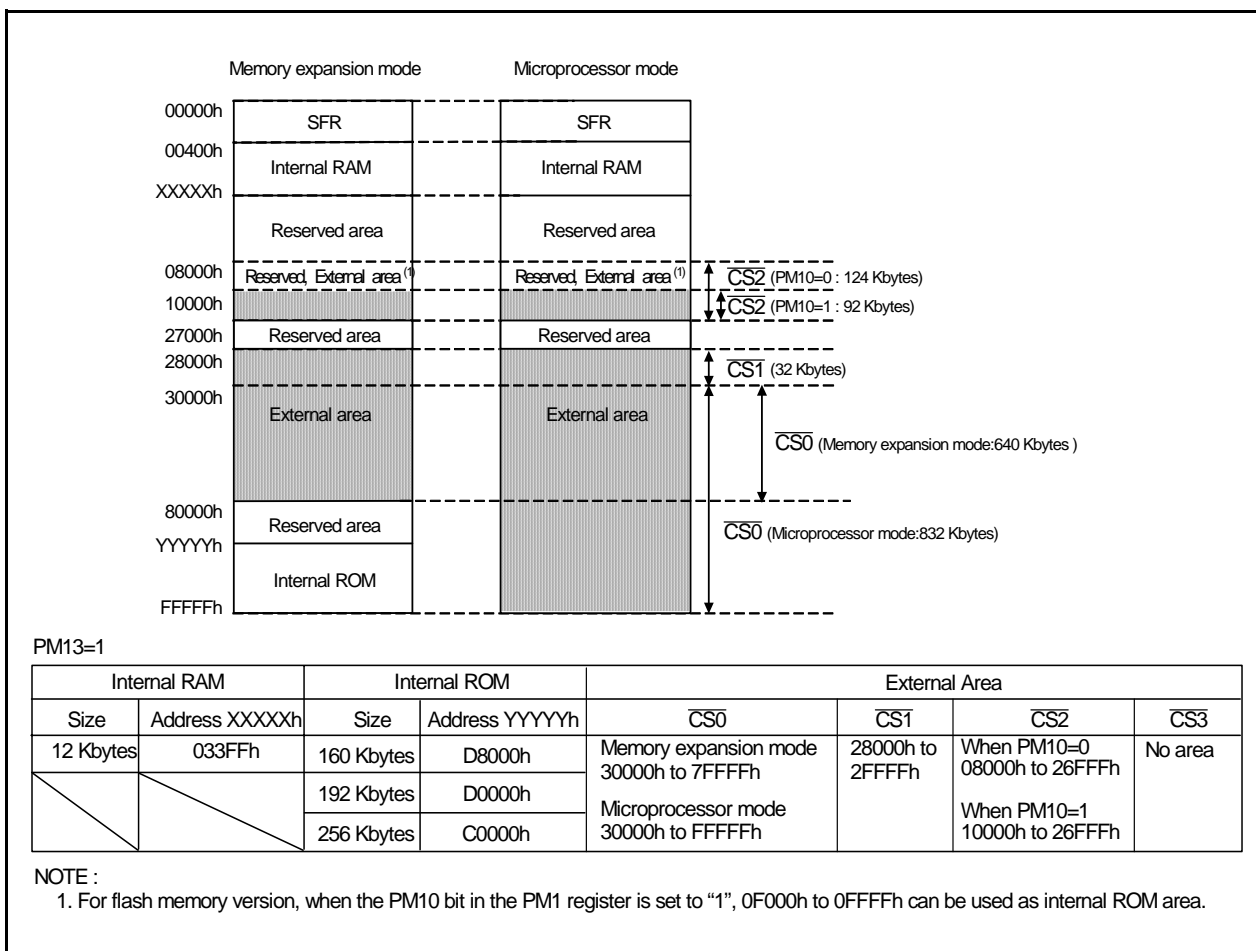 Memory expansion mode Microprocessor mode
00000h
SFR SFR
00400h
Internal RAM Internal RAM
XXXXXh
Reserved area Reserved area
08000h Reserved, External area (1) Reserved, External area (1) CS2 (PM10=0 : 124 Kbytes)
10000h CS2 (PM10=1 : 92 Kbytes)
27000h Reserved area Reserved area
28000h CS1 (32 Kbytes)
30000h
External area External area
CS0 (Memory expansion mode:640 Kbytes )
80000h
Reserved area
CS0 (Microprocessor mode:832 Kbytes)
YYYYYh
Internal ROM
FFFFFh
PM13=1
Internal RAM Internal ROM External Area
Size Address XXXXXh Size Address YYYYYh CS0 CS1 CS2 CS3
12 Kbytes 033FFh 160 Kbytes D8000h Memory expansion mode 28000h to When PM10=0 No area
30000h to 7FFFFh 2FFFFh 08000h to 26FFFh
192 Kbytes D0000h
Microprocessor mode When PM10=1
256 Kbytes C0000h 30000h to FFFFFh 10000h to 26FFFh
NOTE :
1. For flash memory version, when the PM10 bit in the PM1 register is set to “1”, 0F000h to 0FFFFh can be used as internal ROM area.